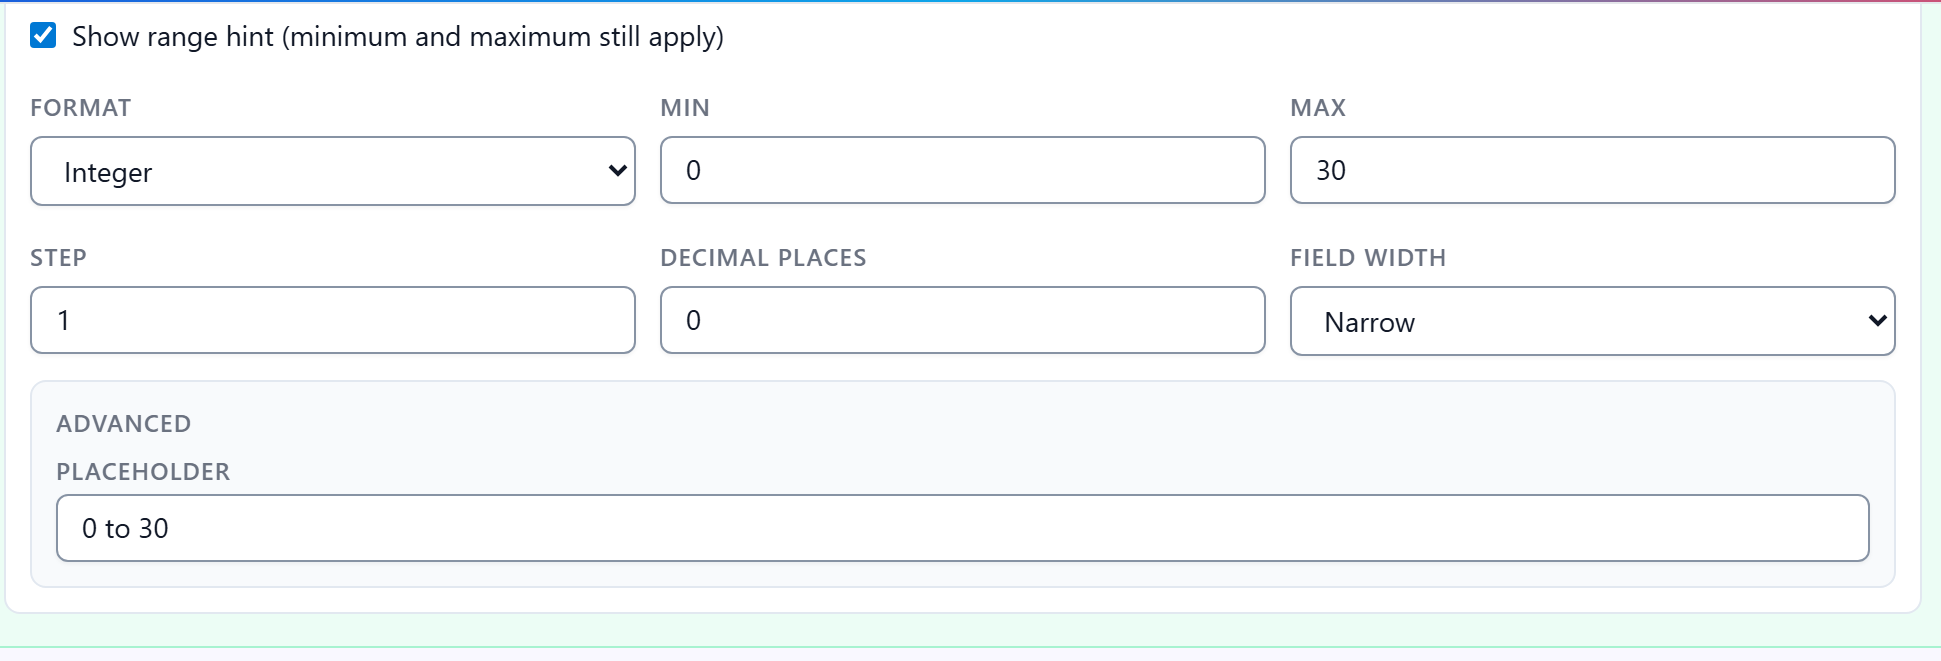 Show range hint (minimum and maximum still apply)
FORMAT MIN MAX
Integer 0 30
STEP DECIMAL PLACES FIELD WIDTH
1 0 Narrow
ADVANCED
PLACEHOLDER
0 to 30